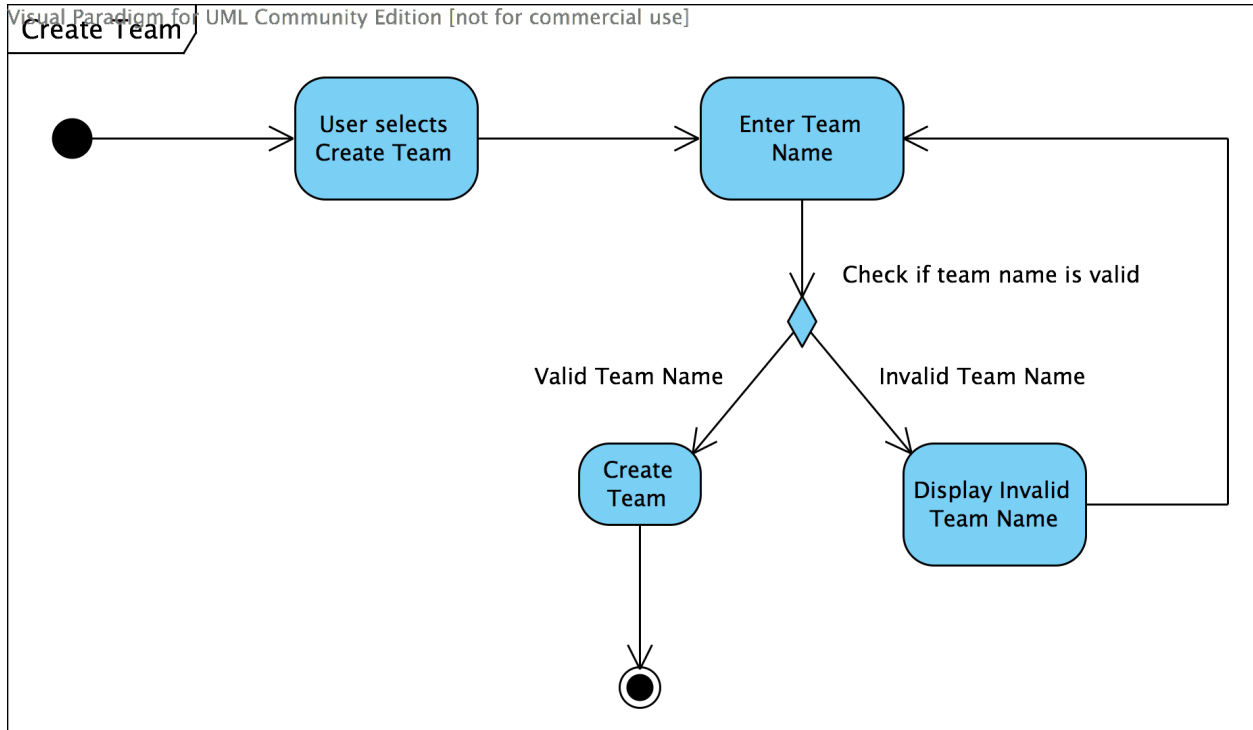 Visual Paradigm for UML Community Edition [not for commercial use]
Create Team
User selects
Create Team
Enter Team
Name
Check if team name is valid
Valid Team Name
Invalid Team Name
Create
Team
Display Invalid
Team Name